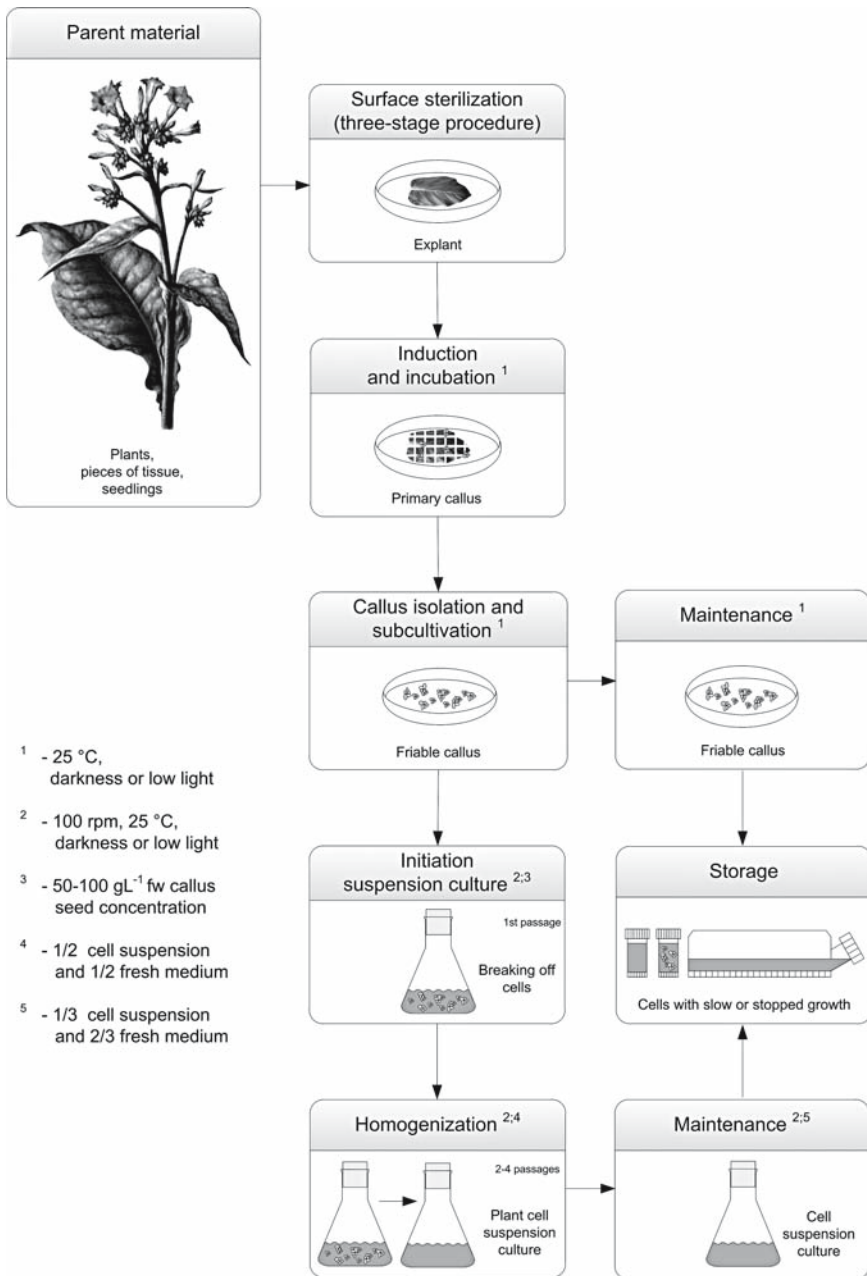 Parent material
Plants,
pieces of tissue,
seedlings
Surface sterilization
(three-stage procedure)
Explant
Induction
and incubation 1
Primary callus
Callus isolation and
subcultivation 1
Friable callus
Maintenance 1
Friable callus
1 - 25 °C,
darkness or low light
2 - 100 rpm, 25 °C,
darkness or low light
3 - 50-100 gL-1 fw callus
seed concentration
4 - 1/2 cell suspension
and 1/2 fresh medium
5 - 1/3 cell suspension
and 2/3 fresh medium
Initiation
suspension culture 2;3
1st passage
Breaking off
cells
Storage
Cells with slow or stopped growth
Homogenization 2;4
2-4 passages
Plant cell
suspension
culture
Maintenance 2;5
Cell
suspension
culture